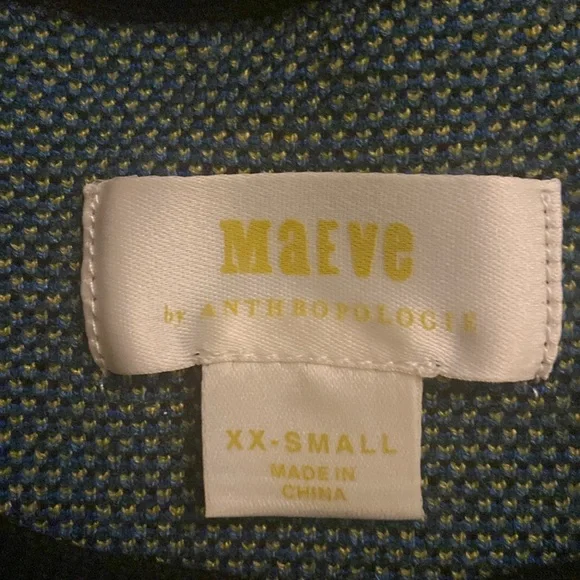 MaEve
by ANTHROPOLOGIE
XX-SMALL
MADE IN
CHINA